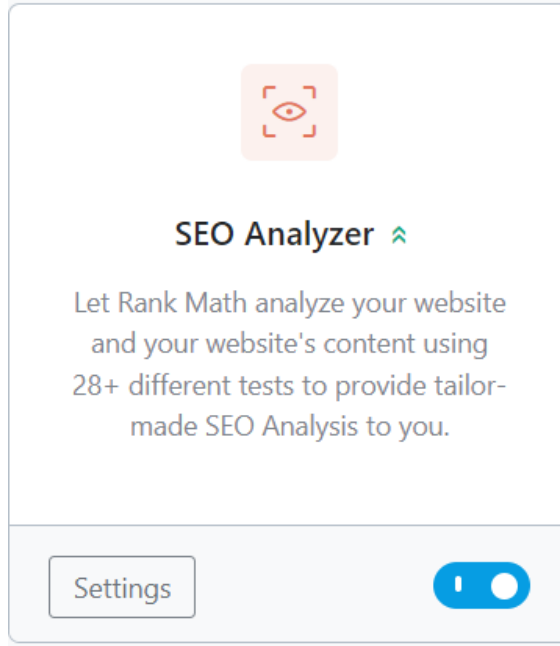 SEO Analyzer
Let Rank Math analyze your website
and your website's content using
28+ different tests to provide tailor-
made SEO Analysis to you.
Settings